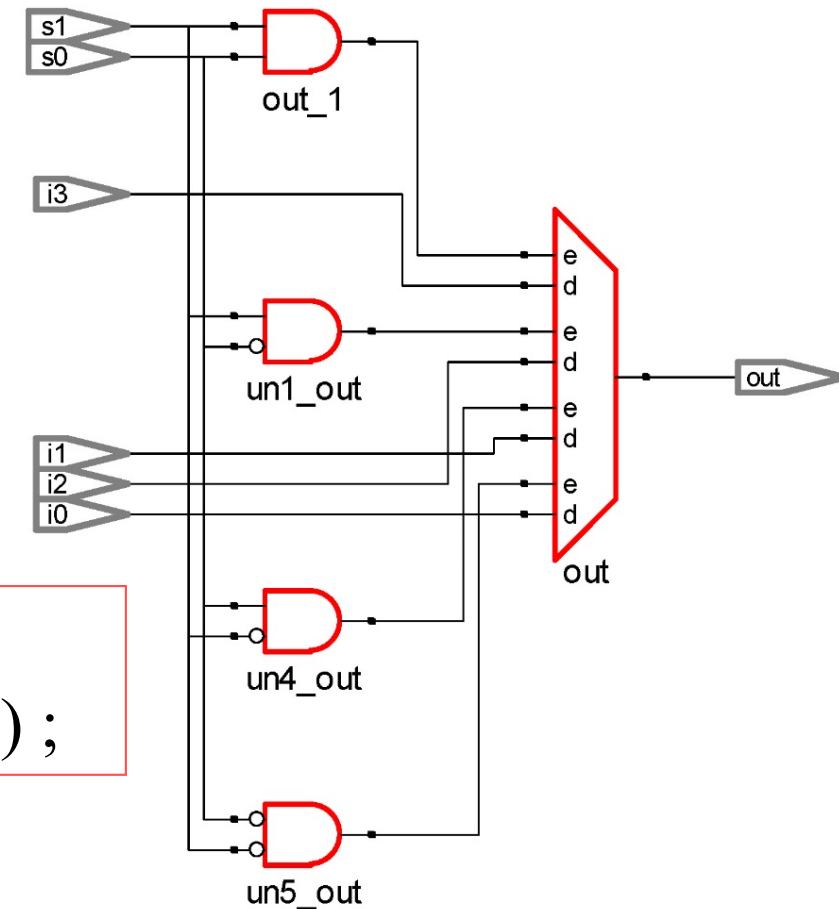 s1
s0
out_1
i3
e
d
e
un1_out
d
out
e
i1
d
i2
e
i0
d
out
un4_out
) ;
un5_out